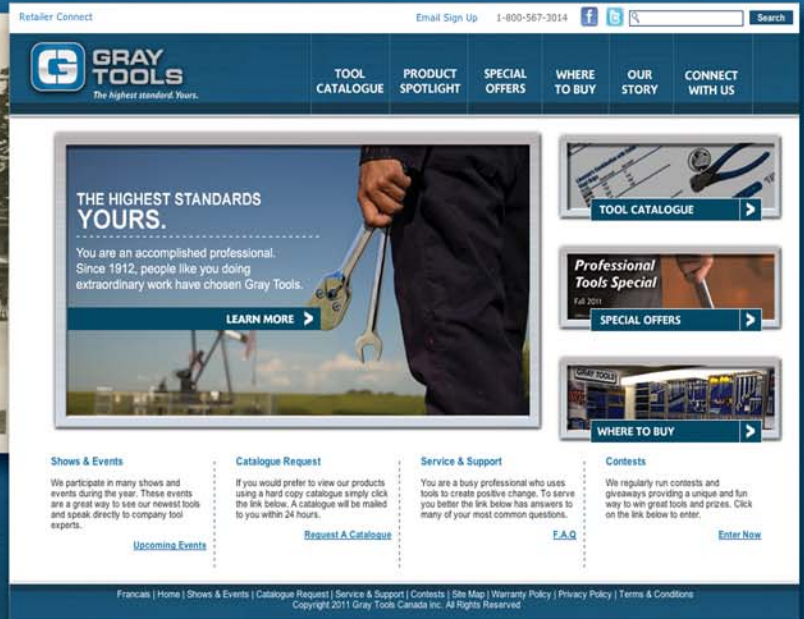 Retailer Connect
Email Sign Up 1-800-567-3014
Search
GRAY
TOOLS
The highest standard. Yours.
TOOL
CATALOGUE
PRODUCT
SPOTLIGHT
SPECIAL
OFFERS
WHERE
TO BUY
OUR
STORY
CONNECT
WITH US
THE HIGHEST STANDARDS
YOURS.
You are an accomplished professional.
Since 1912, people like you doing
extraordinary work have chosen Gray Tools.
LEARN MORE
TOOL CATALOGUE
Professional
Tools Special
Fall 2011
SPECIAL OFFERS
GRAY TOOLS
WHERE TO BUY
Shows & Events
We participate in many shows and
events during the year. These events
are a great way to see our newest tools
and speak directly to company tool
experts.
Upcoming Events
Catalogue Request
If you would prefer to view our products
using a hard copy catalogue simply click
the link below. A catalogue will be mailed
to you within 24 hours.
Request A Catalogue
Service & Support
You are a busy professional who uses
tools to create positive change. To serve
you better the link below has answers to
many of your most common questions.
F.A.Q
Contests
We regularly run contests and
giveaways providing a unique and fun
way to win great tools and prizes. Click
on the link below to enter.
Enter Now
Francais | Home | Shows & Events | Catalogue Request | Service & Support | Contests | Site Map | Warranty Policy | Privacy Policy | Terms & Conditions
Copyright 2011 Gray Tools Canada Inc. All Rights Reserved